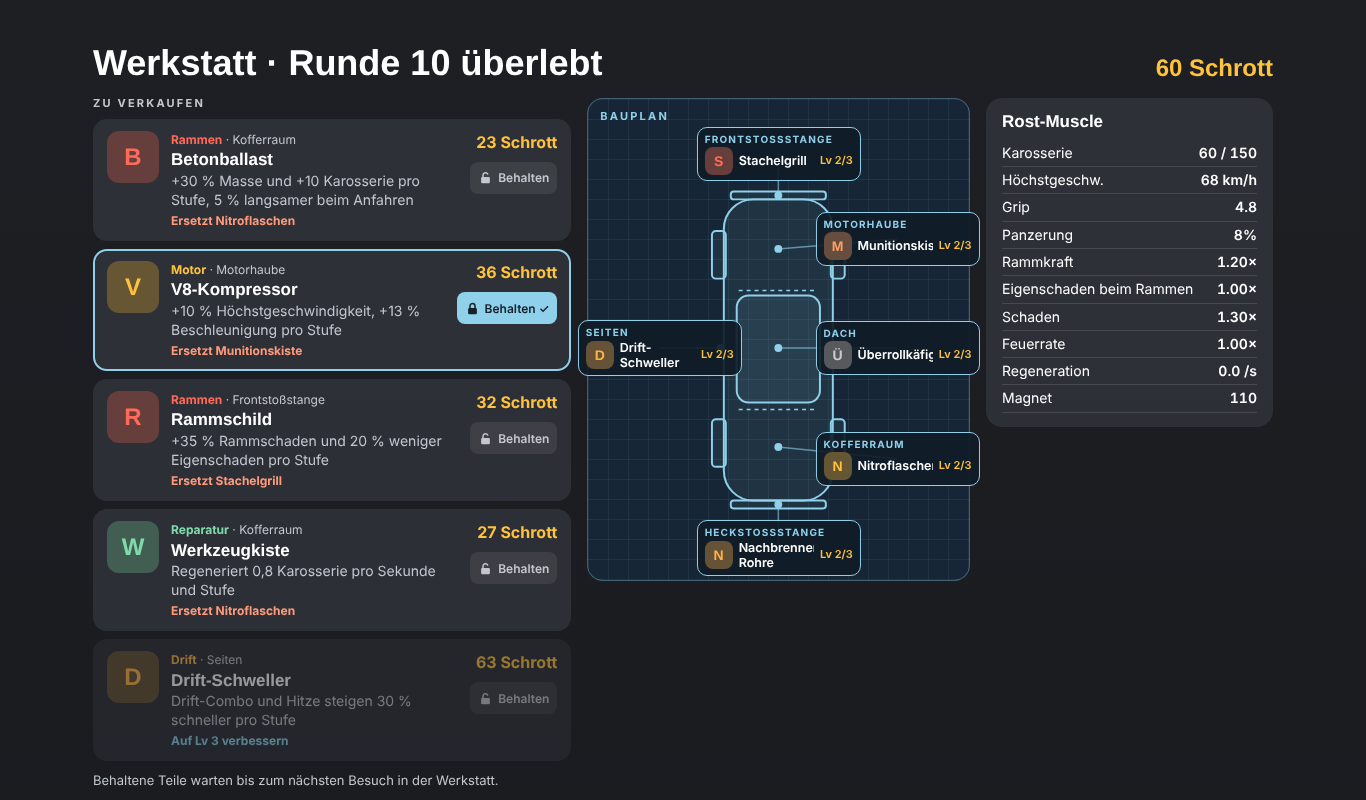 Werkstatt · Runde 10 überlebt
60 Schrott
ZU VERKAUFEN
B
Rammen · Kofferraum
23 Schrott
Betonballast
+30 % Masse und +10 Karosserie pro
Stufe, 5 % langsamer beim Anfahren
Ersetzt Nitroflaschen
Behalten
V
Motor · Motorhaube
36 Schrott
V8-Kompressor
+10 % Höchstgeschwindigkeit, +13 %
Beschleunigung pro Stufe
Ersetzt Munitionskiste
Behalten ✓
R
Rammen · Frontstoßstange
32 Schrott
Rammschild
+35 % Rammschaden und 20 % weniger
Eigenschaden pro Stufe
Ersetzt Stachelgrill
Behalten
W
Reparatur · Kofferraum
27 Schrott
Werkzeugkiste
Regeneriert 0,8 Karosserie pro Sekunde
und Stufe
Ersetzt Nitroflaschen
Behalten
D
Drift · Seiten
63 Schrott
Drift-Schweller
Drift-Combo und Hitze steigen 30 %
schneller pro Stufe
Auf Lv 3 verbessern
Behalten
Behaltene Teile warten bis zum nächsten Besuch in der Werkstatt.
BAUPLAN
FRONTSTOSSSTANGE
S Stachelgrill Lv 2/3
MOTORHAUBE
M Munitionskis Lv 2/3
SEITEN
D Drift-
Schweller Lv 2/3
DACH
Ü Überrollkäfig Lv 2/3
KOFFERRAUM
N Nitroflaschen Lv 2/3
HECKSTOSSSTANGE
N Nachbrenner
Rohre Lv 2/3
Rost-Muscle
Karosserie 60 / 150
Höchstgeschw. 68 km/h
Grip 4.8
Panzerung 8%
Rammkraft 1.20×
Eigenschaden beim Rammen 1.00×
Schaden 1.30×
Feuerrate 1.00×
Regeneration 0.0 /s
Magnet 110